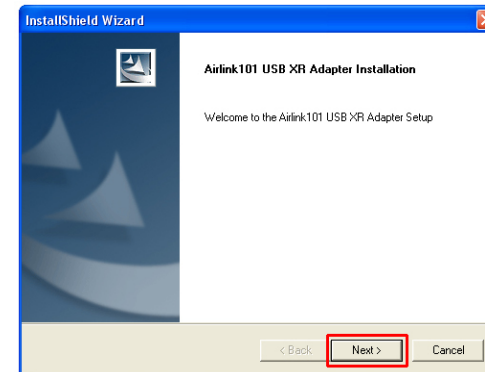 InstallShield Wizard
Airlink101 USB XR Adapter Installation
Welcome to the Airlink101 USB XR Adapter Setup
< Back
Next >
Cancel